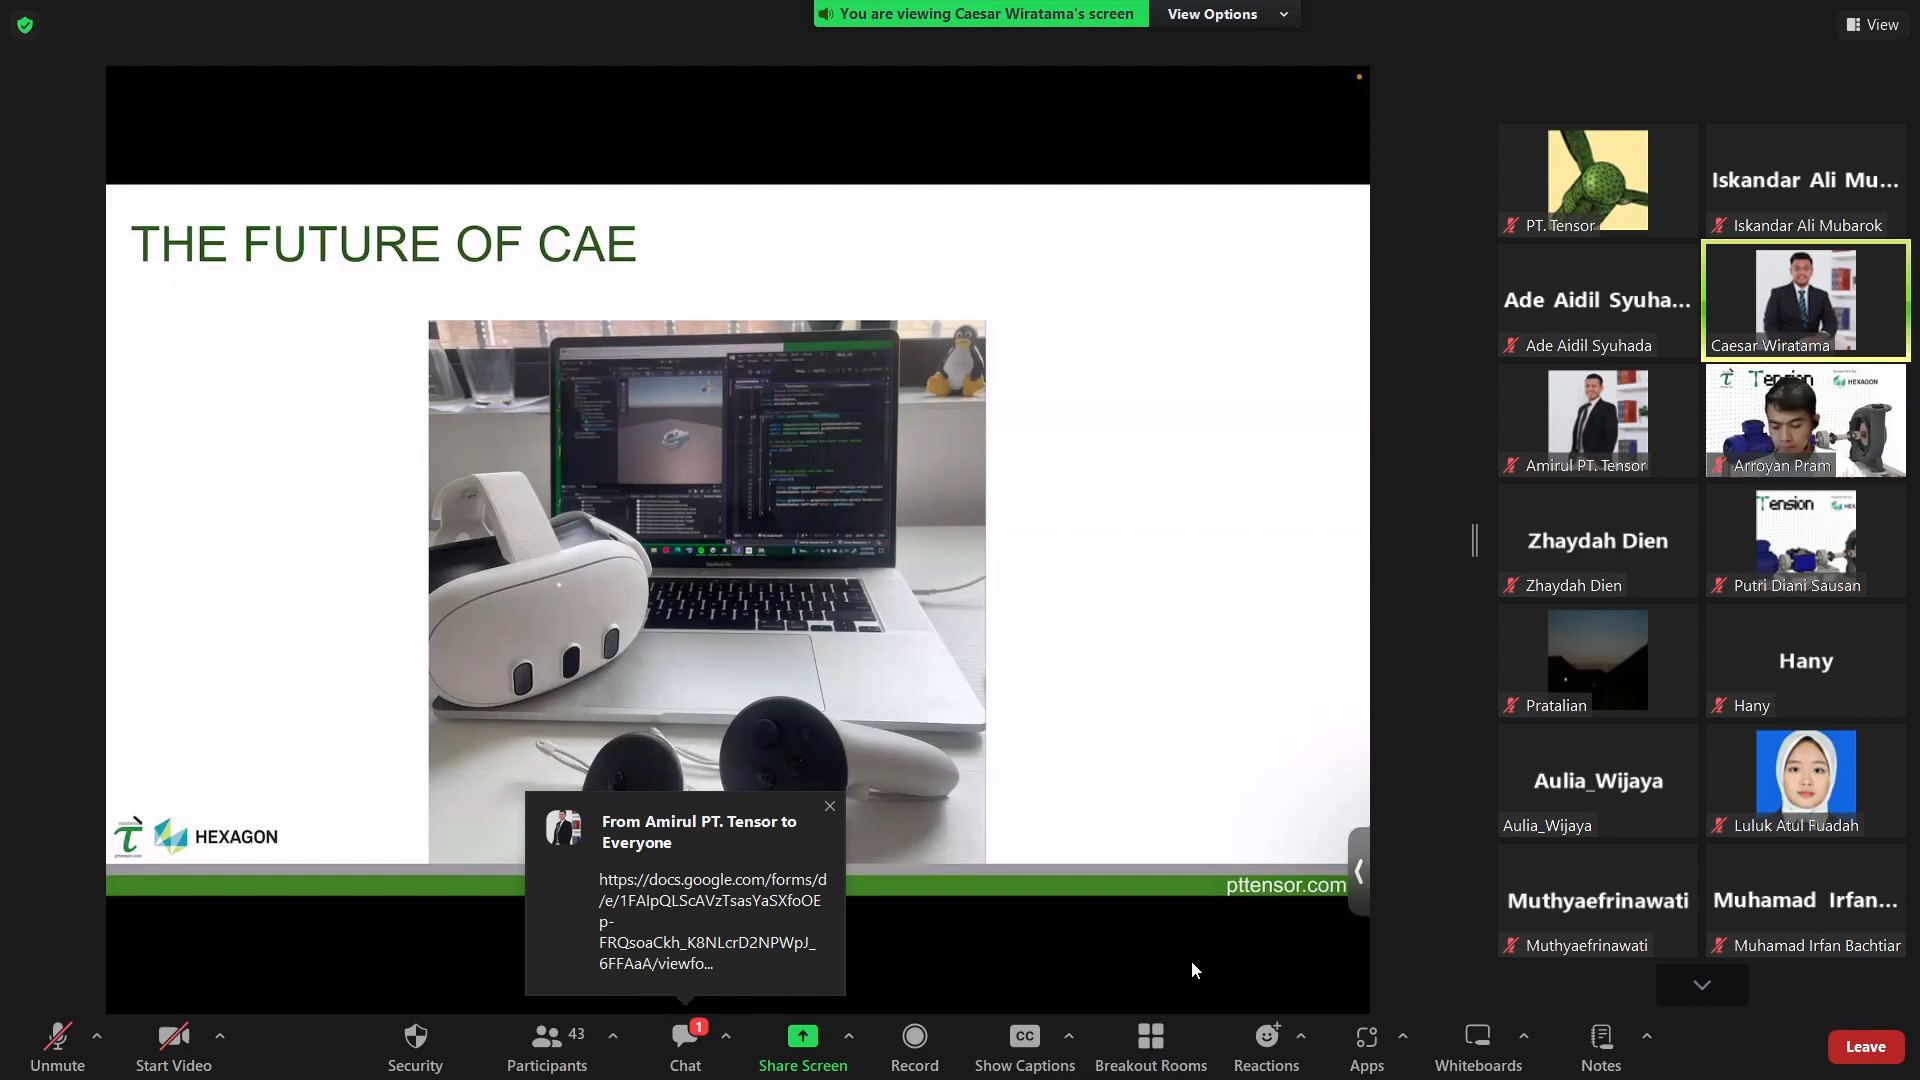 You are viewing Caesar Wiratama's screen
View Options
View
THE FUTURE OF CAE
HEXAGON
pttensor.com
pttensor.com
From Amirul PT. Tensor to
Everyone
https://docs.google.com/forms/d
/e/1FAIpQLScAVzTsasYaSXfoOE
p-
FRQsoaCkh_K8NLcrD2NPWpJ_
6FFAaA/viewfo...
PT. Tensor
Iskandar Ali Mu...
Iskandar Ali Mubarok
Ade Aidil Syuha...
Ade Aidil Syuhada
Caesar Wiratama
Amirul PT. Tensor
Tension
HEXAGON
Arroyan Pram
Zhaydah Dien
Zhaydah Dien
Tension
Putri Diani Sausan
Pratalian
Hany
Hany
Aulia_Wijaya
Aulia_Wijaya
Luluk Atul Fuadah
Muthyaefrinawati
Muthyaefrinawati
Muhamad Irfan...
Muhamad Irfan Bachtiar
Unmute
Start Video
Security
43
Participants
1
Chat
Share Screen
Record
CC
Show Captions
Breakout Rooms
Reactions
Apps
Whiteboards
Notes
Leave